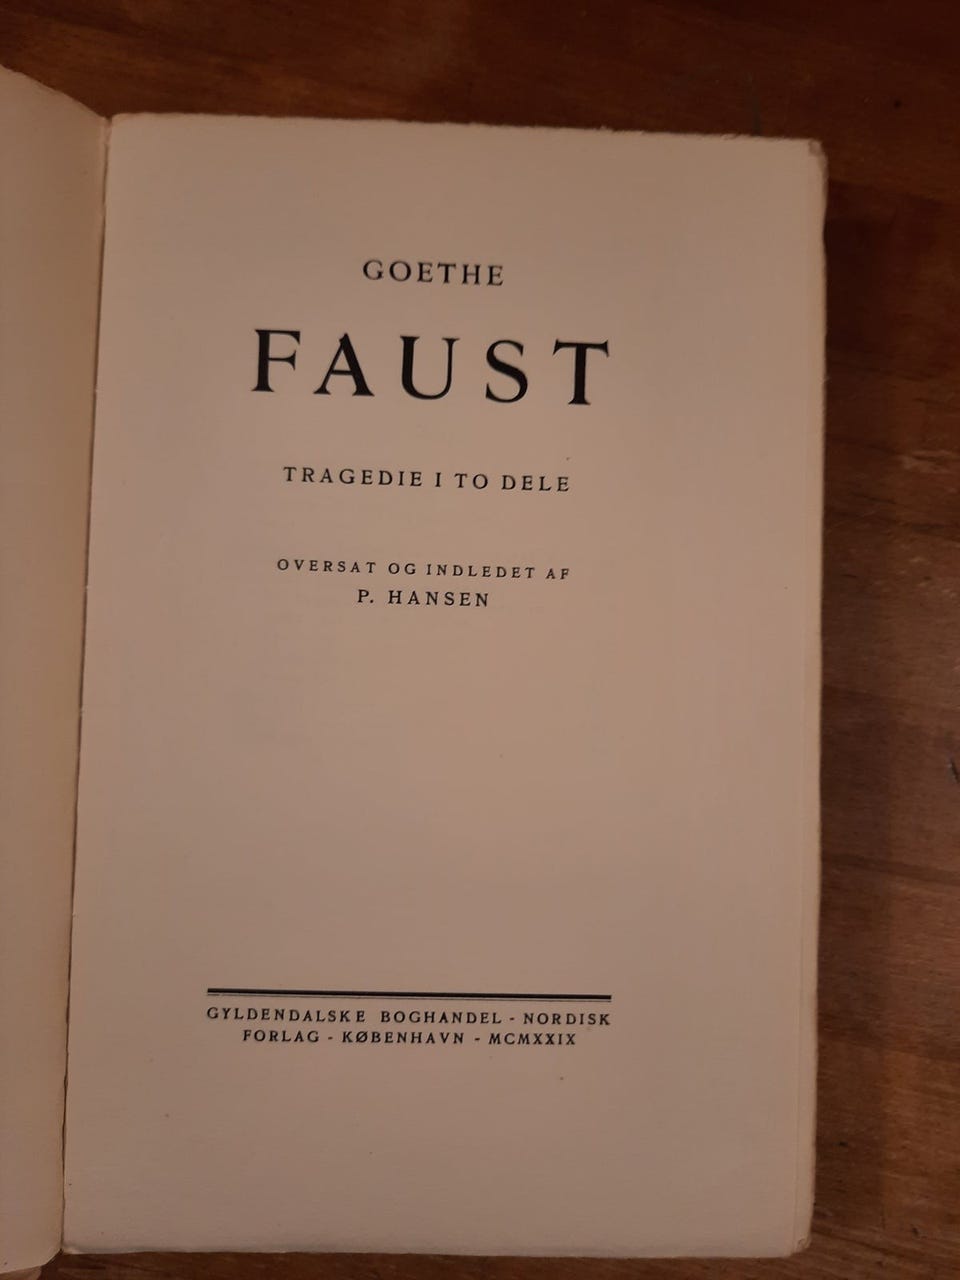 GOETHE
FAUST
TRAGEDIE I TO DELE
OVERSAT OG INDLEDET AF
P. HANSEN
GYLDENDALSKE BOGHANDEL - NORDISK
FORLAG - KØBENHAVN - MCMXXIX